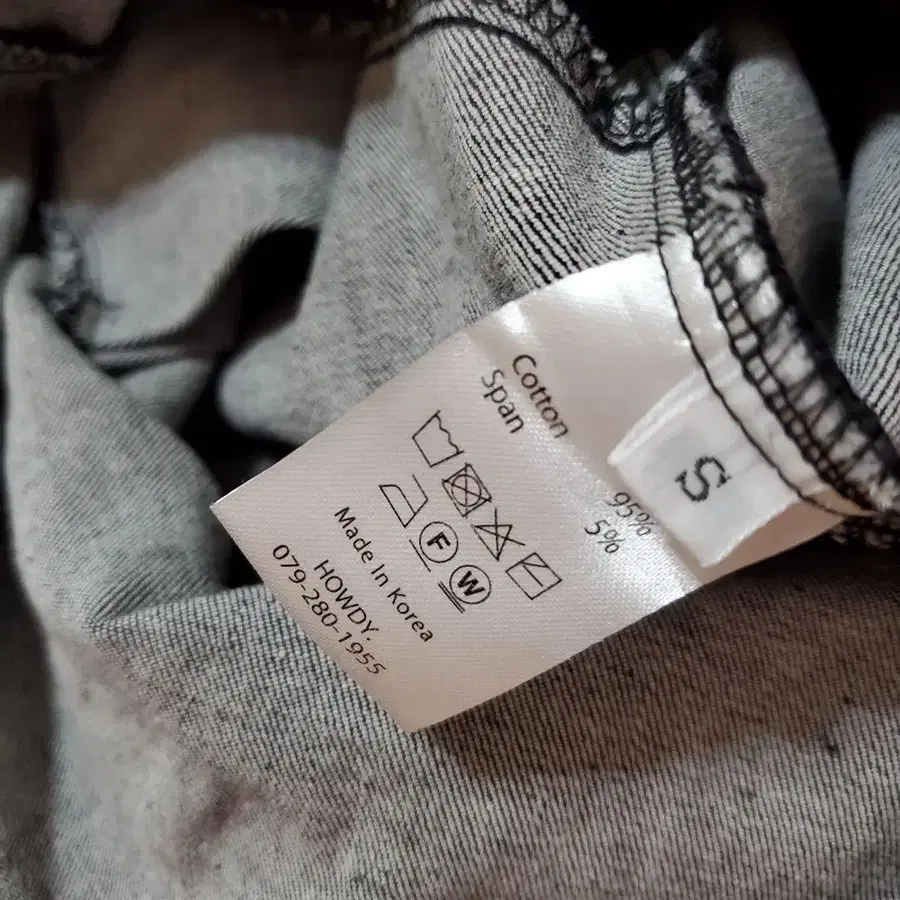 Cotton 95%
Span 5%
F
W
Made In Korea
HOWDY.
079-280-1955
S